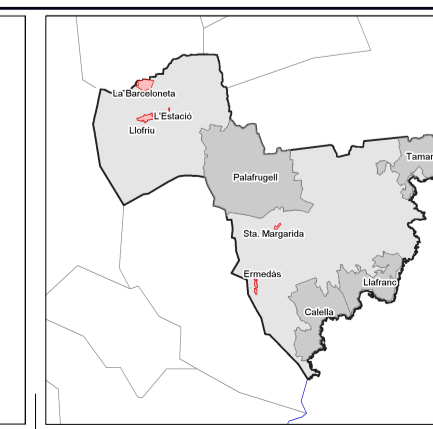 La Barceloneta
L'Estació
Llofriu
Tamar
Palafrugell
Sta. Margarida
Ermedàs
Llafranc
Calella